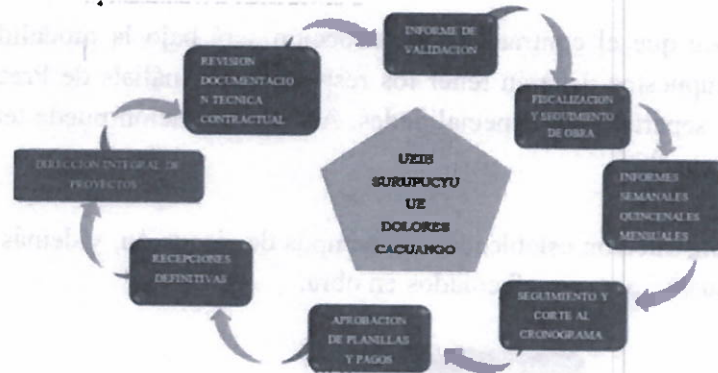 INFORME DE
VALIDACION
REVISION
DOCUMENTACIO
N TECNICA
CONTRACTUAL
FISCALIZACION
Y SEGUIMIENTO
DE OBRA
INFORMES
SEMANALES
QUINCENALES
MENSUALES
SEGUIMIENTO Y
CORTE AL
CRONOGRAMA
APROBACION
DE PLANILLAS
Y PAGOS
RECEPCIONES
DEFINITIVAS
DIRECCION INTEGRAL DE
PROYECTOS
UEIB
SURUPUCYU
UE
DOLORES
CACUANGO